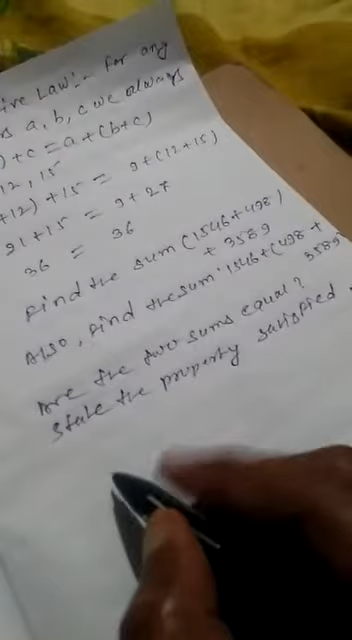 ive Law:- For any
s a, b, c we always
) + c = a + (b + c)
12, 15
+12) + 15 = 9 + (12 + 15)
21 + 15 = 9 + 27
36 = 36
Find the sum (1546 + 498)
+ 3589
Also, find the sum 1546 + (498 +
3589
Are the two sums equal?
State the property satisfied.